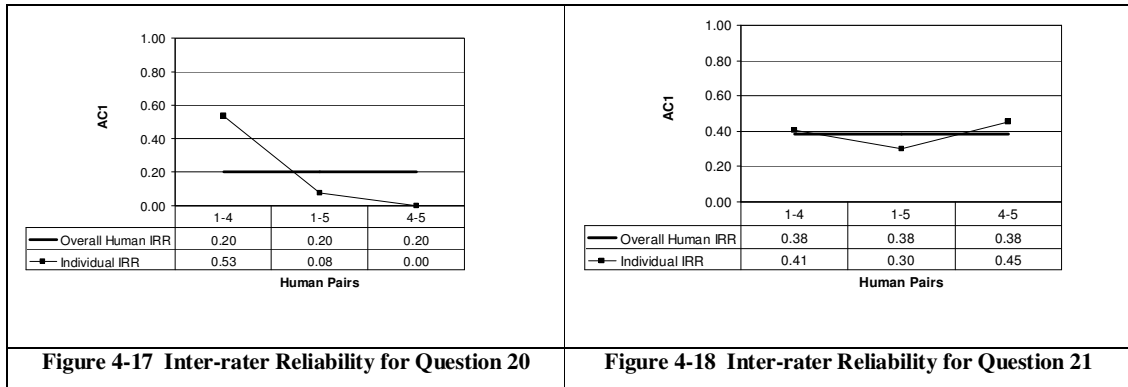 1.00
0.80
0.60
0.40
0.20
0.00
AC1
1-4 1-5 4-5
Overall Human IRR 0.20 0.20 0.20
Individual IRR 0.53 0.08 0.00
Human Pairs
Figure 4-17 Inter-rater Reliability for Question 20
1.00
0.80
0.60
0.40
0.20
0.00
AC1
1-4 1-5 4-5
Overall Human IRR 0.38 0.38 0.38
Individual IRR 0.41 0.30 0.45
Human Pairs
Figure 4-18 Inter-rater Reliability for Question 21